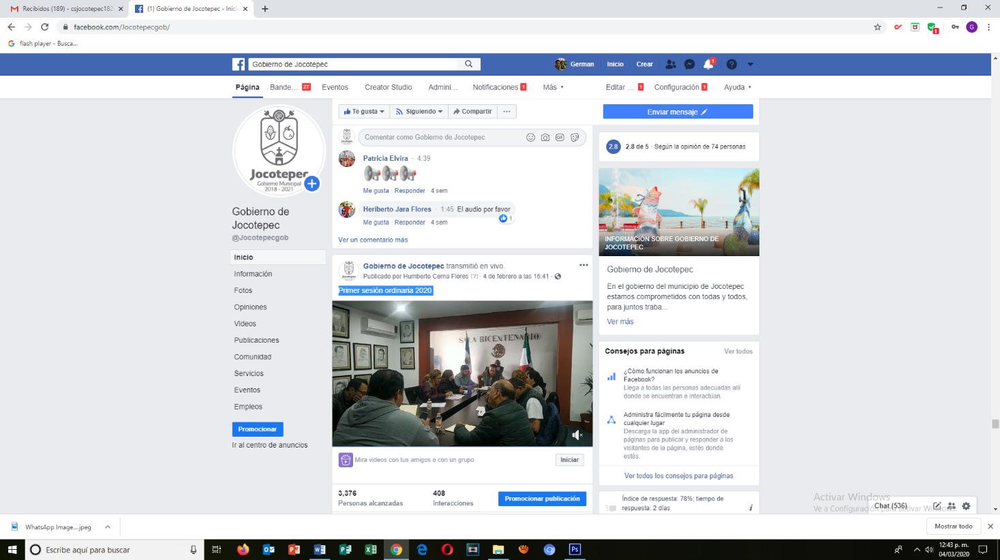 Recibidos (189) - csjocotepec182
(1) Gobierno de Jocotepec - Inici
facebook.com/Jocotepecgob/
G
flash player - Busca...
Gobierno de Jocotepec
German
Inicio
Crear
1
Página
Bande... 27
Eventos
Creator Studio
Admini...
Notificaciones 1
Más
Editar ... 1
Configuración 1
Ayuda
Jocotepec
Gobierno Municipal
2018 - 2021
Gobierno de
Jocotepec
@Jocotepecgob
Inicio
Información
Fotos
Opiniones
Videos
Publicaciones
Comunidad
Servicios
Eventos
Empleos
Promocionar
Ir al centro de anuncios
Te gusta
Siguiendo
Compartir
Comentar como Gobierno de Jocotepec
GIF
Patricia Elvira · 4:39
Me gusta · Responder · 4 sem
Heriberto Jara Flores · 1:45 El audio por favor
1
Me gusta · Responder · 4 sem
Ver un comentario más
Gobierno de Jocotepec transmitió en vivo.
Publicado por Humberto Cerna Flores [?] · 4 de febrero a las 16:41 ·
Primer sesión ordinaria 2020
SALA BICENTENARIO
Mira videos con tus amigos o con un grupo
Iniciar
3,376
Personas alcanzadas
408
Interacciones
Promocionar publicación
Enviar mensaje
2.8
2.8 de 5 · Según la opinión de 74 personas
INFORMACIÓN SOBRE GOBIERNO DE
JOCOTEPEC
Gobierno de Jocotepec
En el gobierno del municipio de Jocotepec
estamos comprometidos con todas y todos,
para juntos traba...
Ver más
Consejos para páginas
Ver todos
¿Cómo funcionan los anuncios de
Facebook?
Llega a todas las personas adecuadas allí
donde se encuentran e interactúan.
Administra fácilmente tu página desde
cualquier lugar
Descarga la app del administrador de
páginas para publicar y responder a los
visitantes de la página, estés donde
estés.
Ver todos los consejos para páginas
Índice de respuesta: 78%; tiempo de
respuesta: 2 días
Activar Windows
Ve a Configuración para activar Windows.
Chat (536)
WhatsApp Image....jpeg
Mostrar todo
Escribe aquí para buscar
12:43 p. m.
04/03/2020